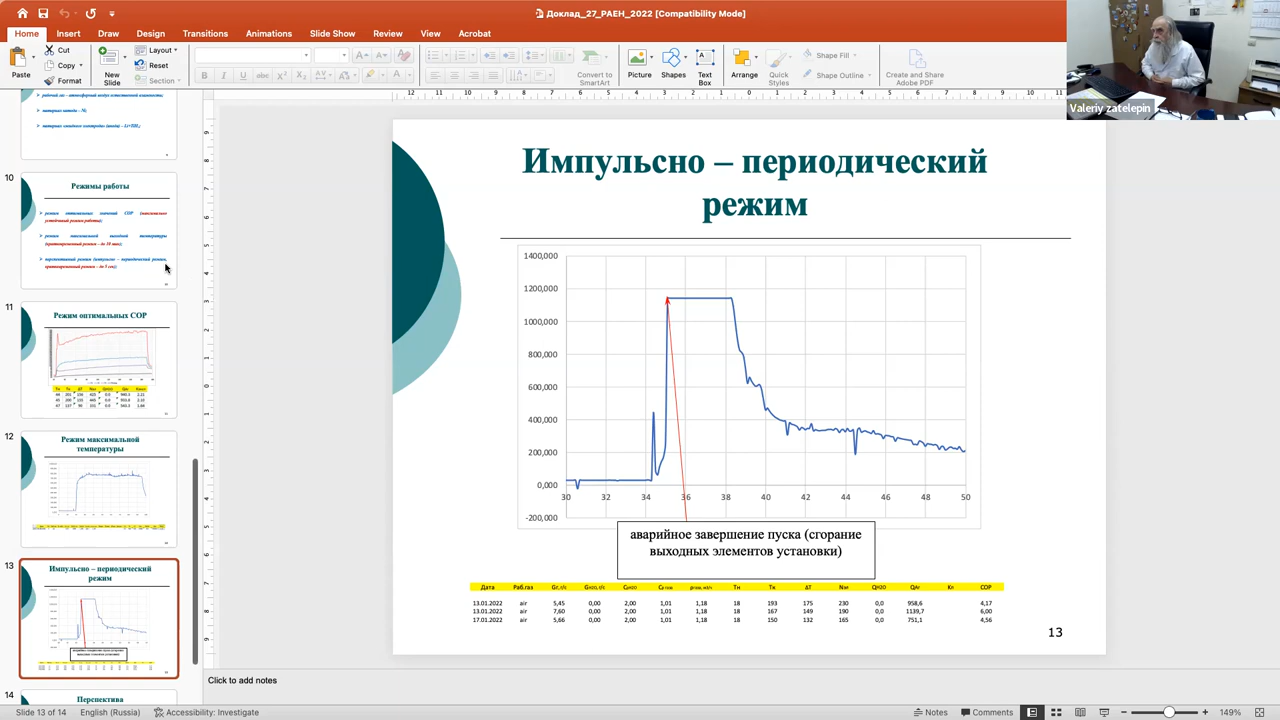 Доклад_27_РАЕН_2022 [Compatibility Mode]
Home Insert Draw Design Transitions Animations Slide Show Review View Acrobat
Paste
Cut
Copy
Format
New Slide
Layout
Reset
Section
Convert to SmartArt
Picture
Shapes
Text Box
Arrange
Quick Styles
Shape Fill
Shape Outline
Create and Share Adobe PDF
Valeriy zatelepin
10
Режимы работы
11
Режим оптимальных COP
12
Режим максимальной
температуры
13
Импульсно – периодический
режим
14
Перспектива
Импульсно – периодический
режим
1400,000
1200,000
1000,000
800,000
600,000
400,000
200,000
0,000
-200,000
30 32 34 36 38 40 42 44 46 48 50
аварийное завершение пуска (сгорание
выходных элементов установки)
Дата Раб.газ Gг, г/с Gн2о, г/с Тн Тк ΔT QН2О COP
13.01.2022 air 5,45 0,00 2,00 1,01 1,18 18 193 175 230 0,0 958,6 4,17
13.01.2022 air 7,60 0,00 2,00 1,01 1,18 18 167 149 190 0,0 1139,7 6,00
17.01.2022 air 5,66 0,00 2,00 1,01 1,18 18 150 132 165 0,0 751,1 4,56
13
Click to add notes
Slide 13 of 14 English (Russia) Accessibility: Investigate Notes Comments 149%